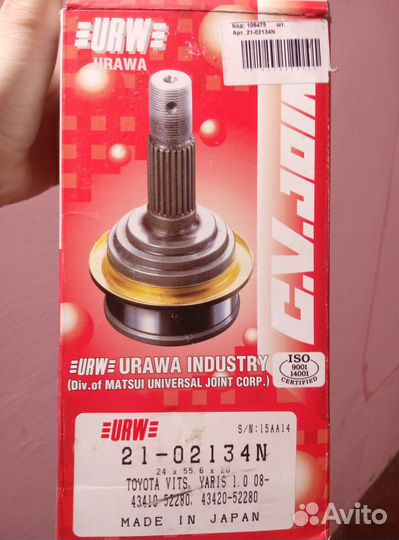 Код: 108475 шт.
Арт. 21-02134N
URW
URAWA
C.V.JOIN
URW URAWA INDUSTRY
(Div.of MATSUI UNIVERSAL JOINT CORP.)
ISO
9001
14001
CERTIFIED
URW
S/N:15AA14
21-02134N
24 x 55.6 x 26
TOYOTA VITS, YARIS 1.0 08-
43410-52280, 43420-52280
MADE IN JAPAN
Avito